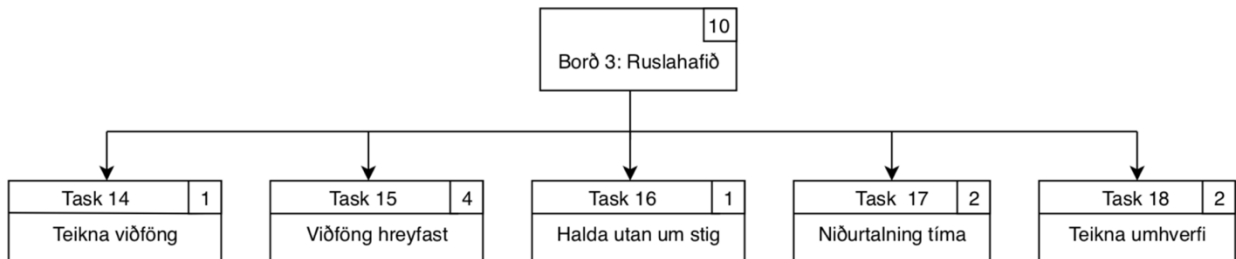 10
Borð 3: Ruslahafið
Task 14 1
Teikna viðföng
Task 15 4
Viðföng hreyfast
Task 16 1
Halda utan um stig
Task 17 2
Niðurtalning tíma
Task 18 2
Teikna umhverfi